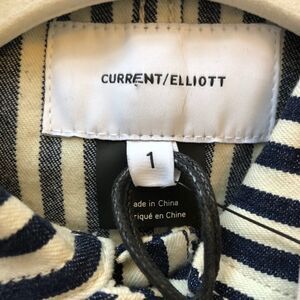 CURRENT/ELLIOTT
1
ade in China
riqué en Chine